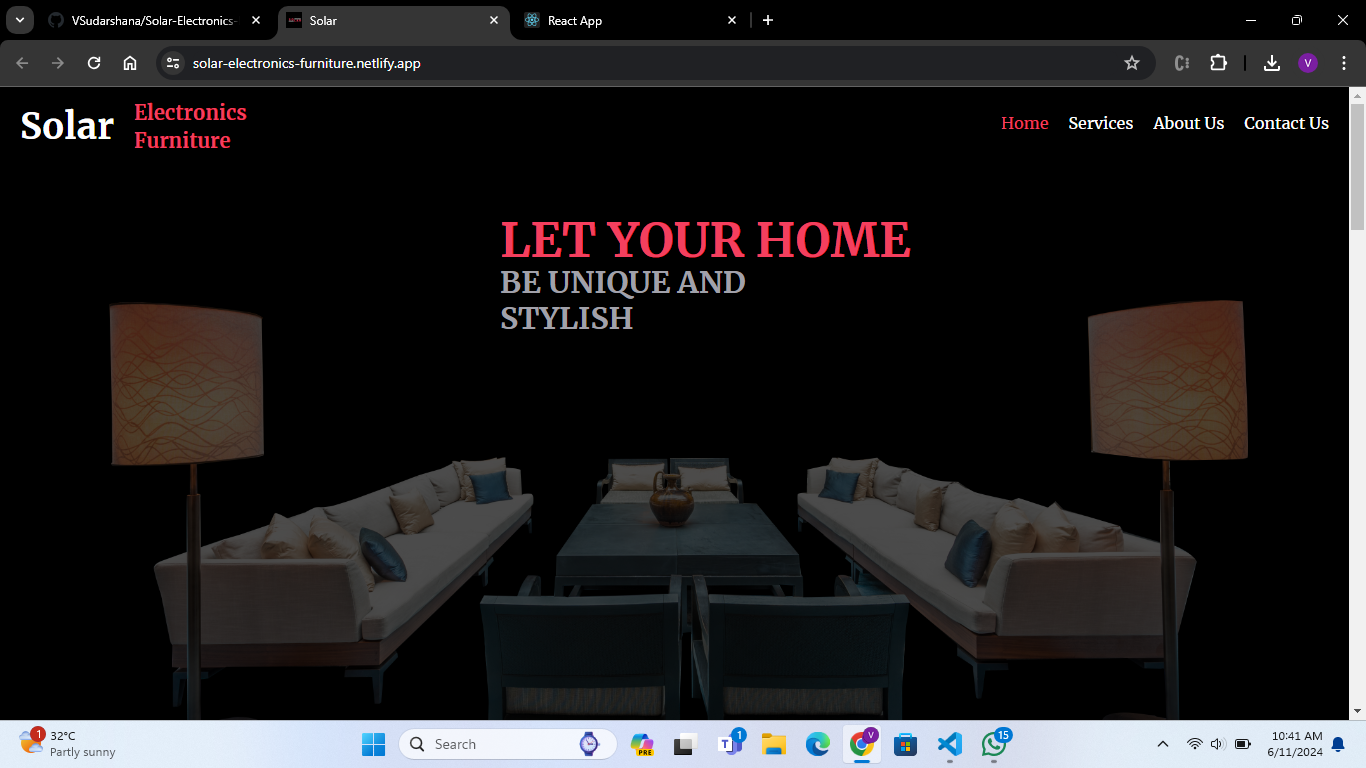 VSudarshana/Solar-Electronics-
Solar
React App
solar-electronics-furniture.netlify.app
V
Solar
Electronics
Furniture
Home
Services
About Us
Contact Us
LET YOUR HOME
BE UNIQUE AND
STYLISH
1
32°C
Partly sunny
Search
PRE
1
V
15
10:41 AM
6/11/2024